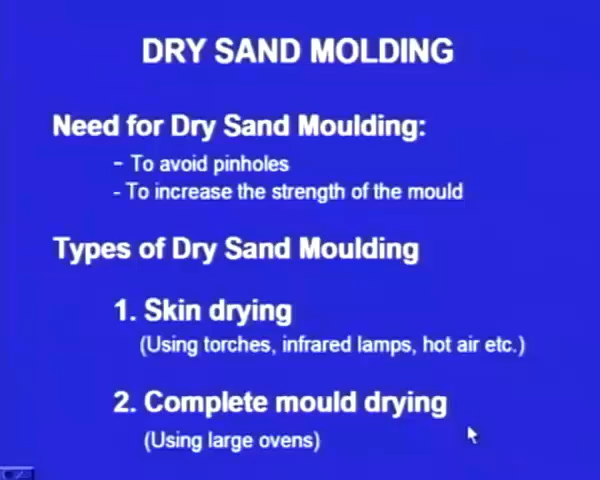 DRY SAND MOLDING
Need for Dry Sand Moulding:
- To avoid pinholes
- To increase the strength of the mould
Types of Dry Sand Moulding
1. Skin drying
(Using torches, infrared lamps, hot air etc.)
2. Complete mould drying
(Using large ovens)